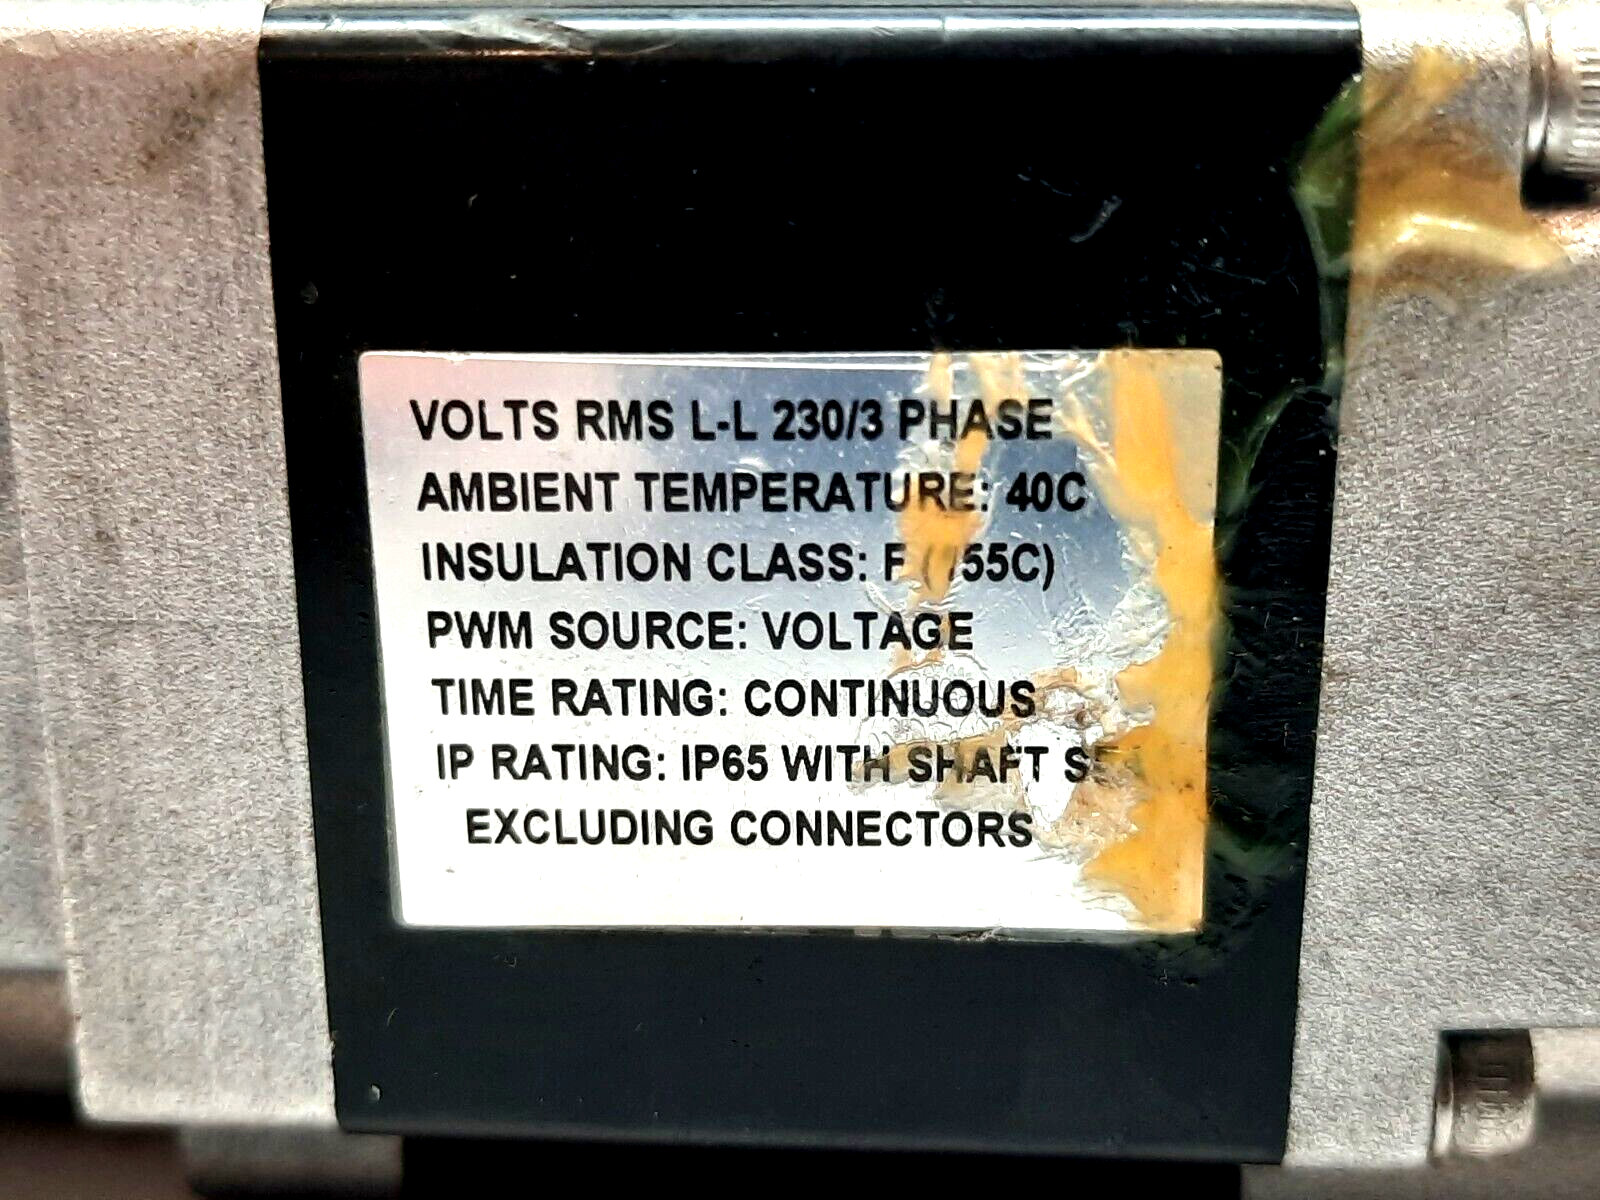 VOLTS RMS L-L 230/3 PHASE
AMBIENT TEMPERATURE: 40C
INSULATION CLASS: F (155C)
PWM SOURCE: VOLTAGE
TIME RATING: CONTINUOUS
IP RATING: IP65 WITH SHAFT
EXCLUDING CONNECTORS